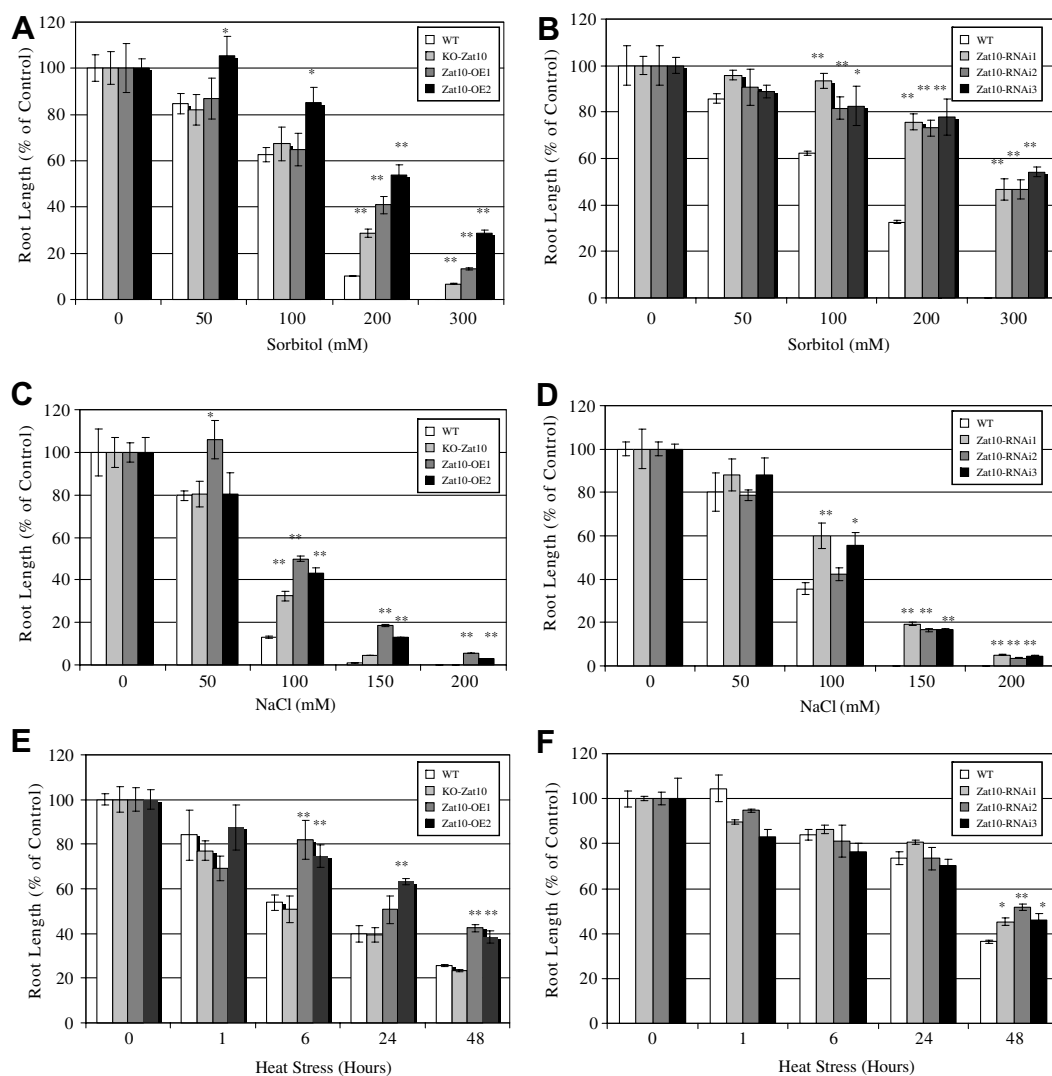 A
Root Length (% of Control)
120
100
80
60
40
20
0
WT
KO-Zat10
Zat10-OE1
Zat10-OE2
*
*
**
**
**
**
**
**
0 50 100 200 300
Sorbitol (mM)
B
Root Length (% of Control)
120
100
80
60
40
20
0
WT
Zat10-RNAi1
Zat10-RNAi2
Zat10-RNAi3
**
**
*
** ** **
** ** **
0 50 100 200 300
Sorbitol (mM)
C
Root Length (% of Control)
120
100
80
60
40
20
0
WT
KO-Zat10
Zat10-OE1
Zat10-OE2
*
**
**
**
**
**
** **
0 50 100 150 200
NaCl (mM)
D
Root Length (% of Control)
120
100
80
60
40
20
0
WT
Zat10-RNAi1
Zat10-RNAi2
Zat10-RNAi3
**
*
** ** **
** ** **
0 50 100 150 200
NaCl (mM)
E
Root Length (% of Control)
120
100
80
60
40
20
0
WT
KO-Zat10
Zat10-OE1
Zat10-OE2
** **
**
** **
0 1 6 24 48
Heat Stress (Hours)
F
Root Length (% of Control)
120
100
80
60
40
20
0
WT
Zat10-RNAi1
Zat10-RNAi2
Zat10-RNAi3
* ** *
0 1 6 24 48
Heat Stress (Hours)